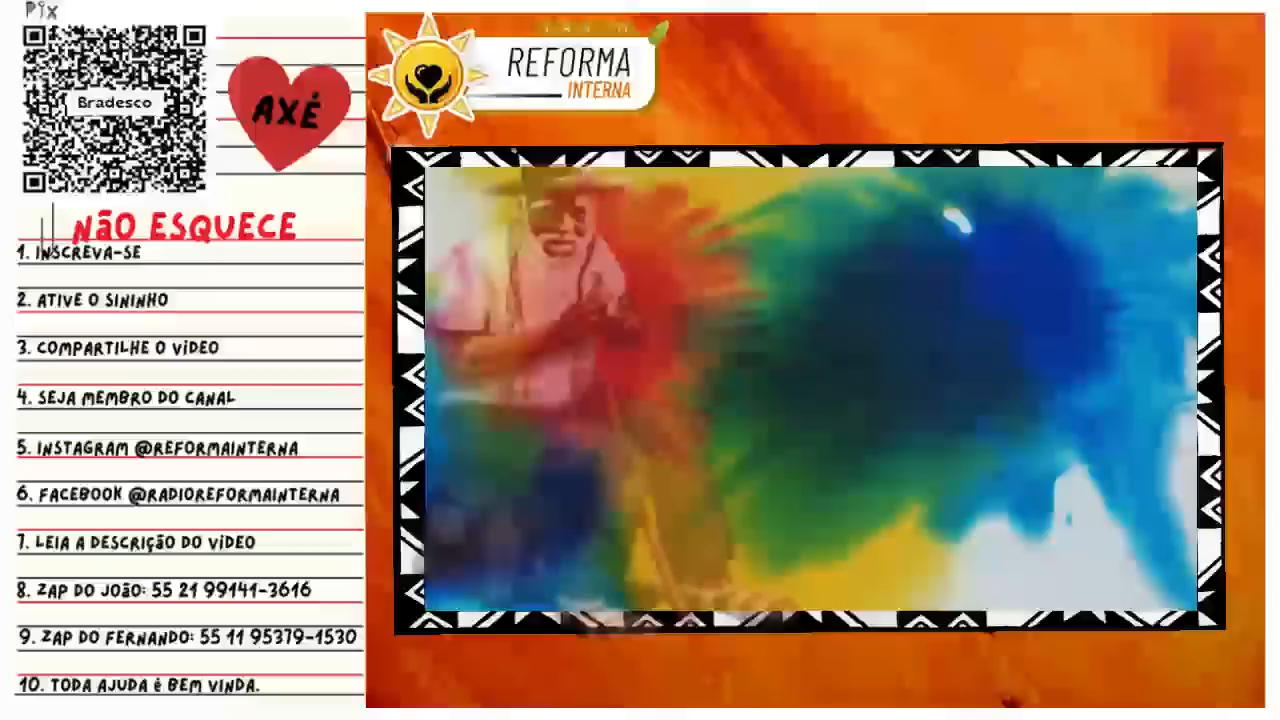 Pix
Bradesco
AXÉ
NÃO ESQUECE
1. INSCREVA-SE
2. ATIVE O SININHO
3. COMPARTILHE O VÍDEO
4. SEJA MEMBRO DO CANAL
5. INSTAGRAM @REFORMAINTERNA
6. FACEBOOK @RADIOREFORMAINTERNA
7. LEIA A DESCRIÇÃO DO VÍDEO
8. ZAP DO JOÃO: 55 21 99141-3616
9. ZAP DO FERNANDO: 55 11 95379-1530
10. TODA AJUDA É BEM VINDA.
REFORMA
INTERNA